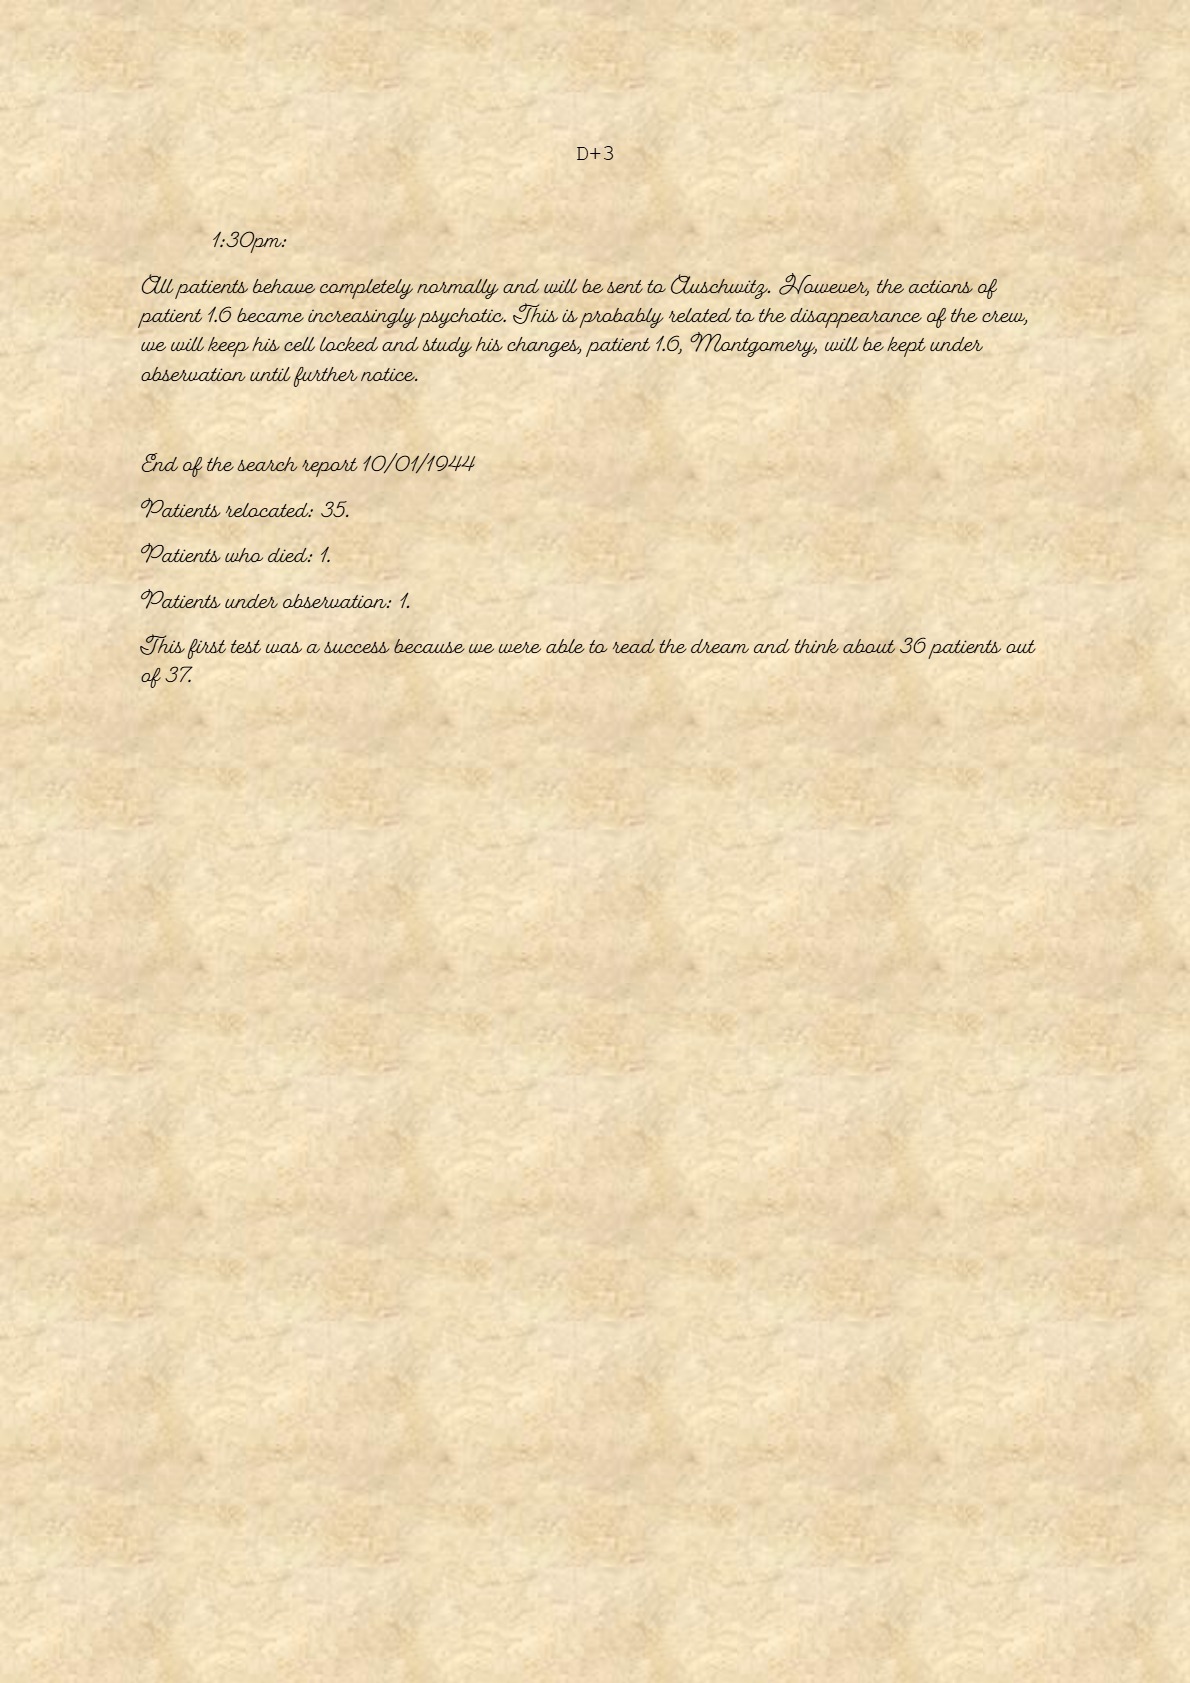 D+3
1:30pm:
All patients behave completely normally and will be sent to Auschwitz. However, the actions of
patient 1.6 became increasingly psychotic. This is probably related to the disappearance of the crew,
we will keep his cell locked and study his changes, patient 1.6, Montgomery, will be kept under
observation until further notice.
End of the search report 10/01/1944
Patients relocated: 35.
Patients who died: 1.
Patients under observation: 1.
This first test was a success because we were able to read the dream and think about 36 patients out
of 37.